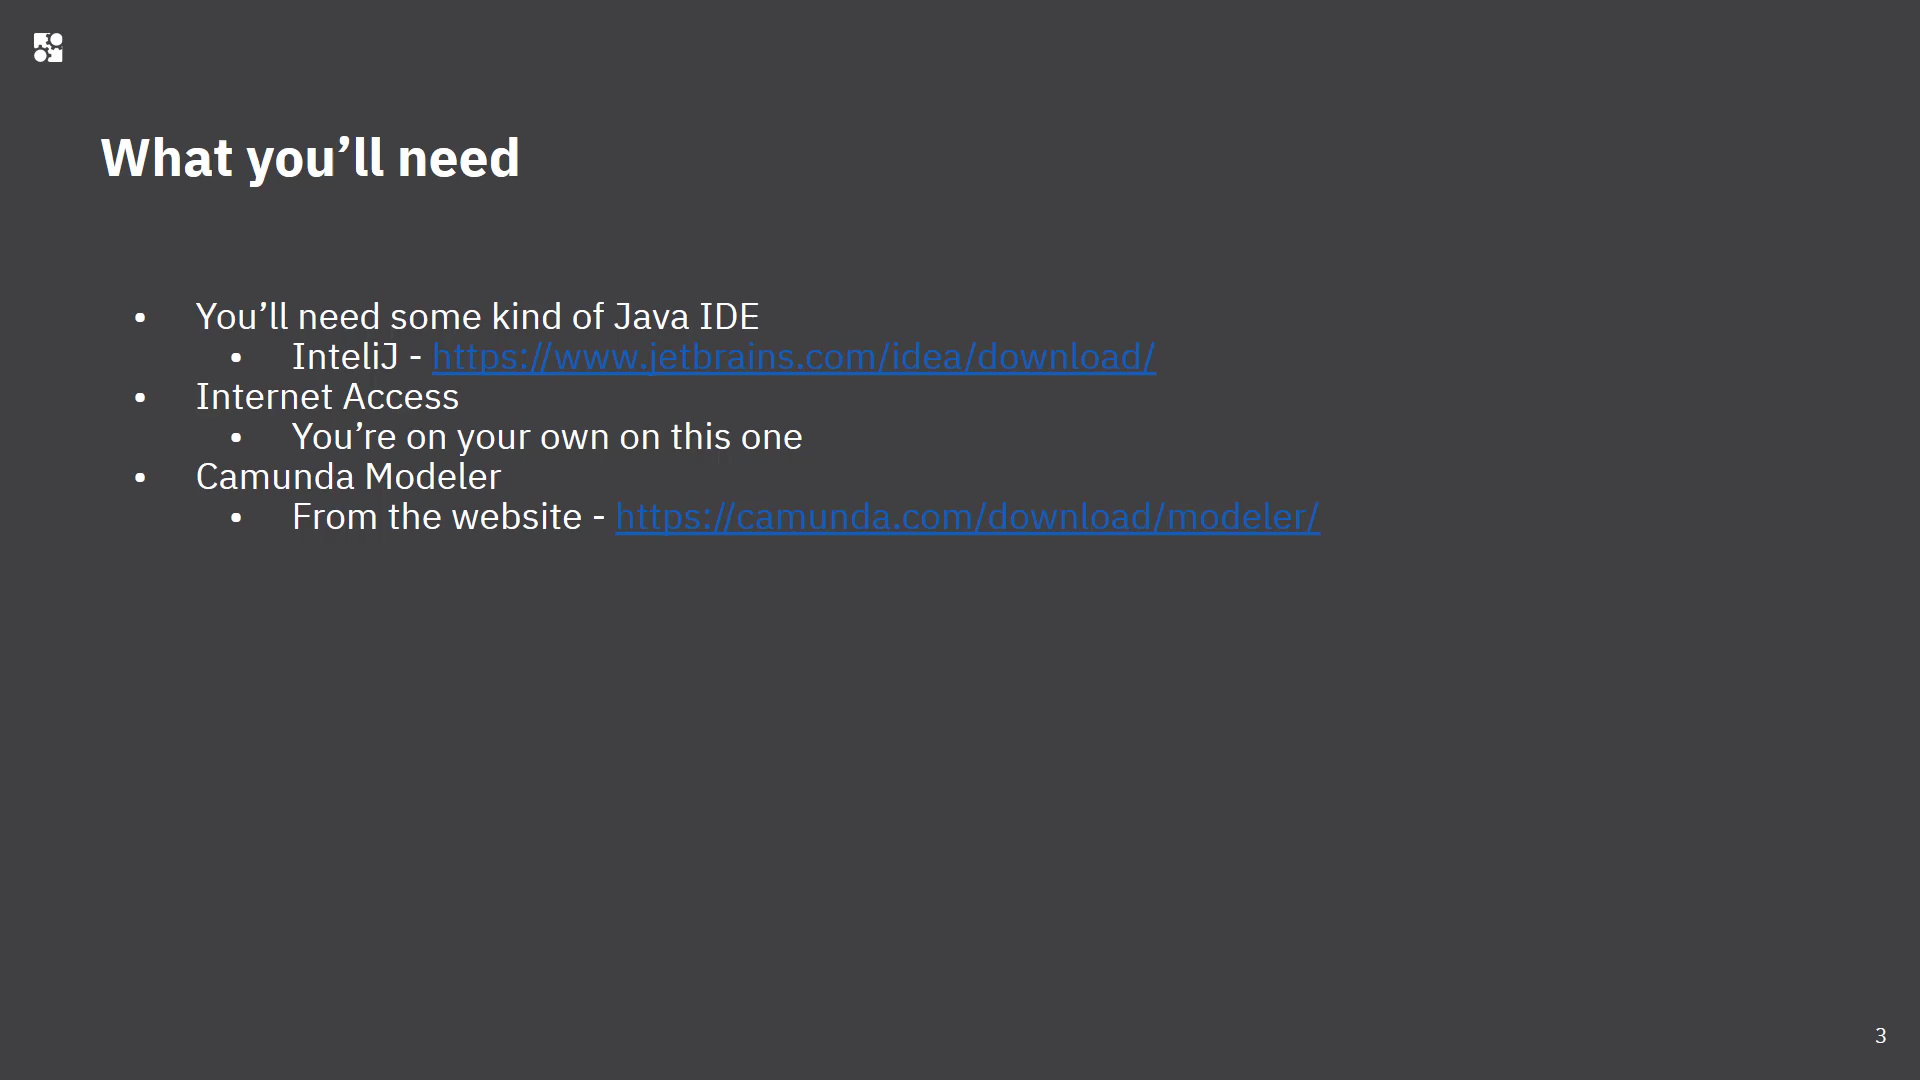 What you’ll need
• You’ll need some kind of Java IDE
• InteliJ - https://www.jetbrains.com/idea/download/
• Internet Access
• You’re on your own on this one
• Camunda Modeler
• From the website - https://camunda.com/download/modeler/
3